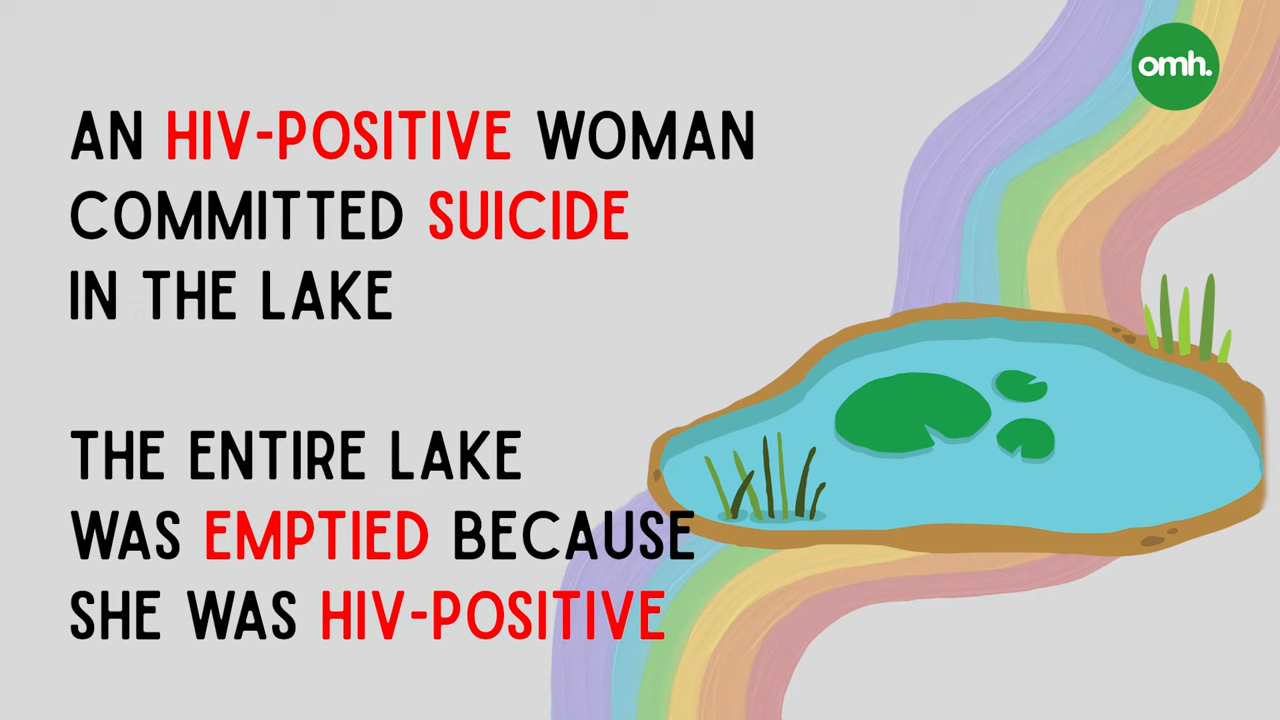 omh.
AN HIV-POSITIVE WOMAN
COMMITTED SUICIDE
IN THE LAKE
THE ENTIRE LAKE
WAS EMPTIED BECAUSE
SHE WAS HIV-POSITIVE